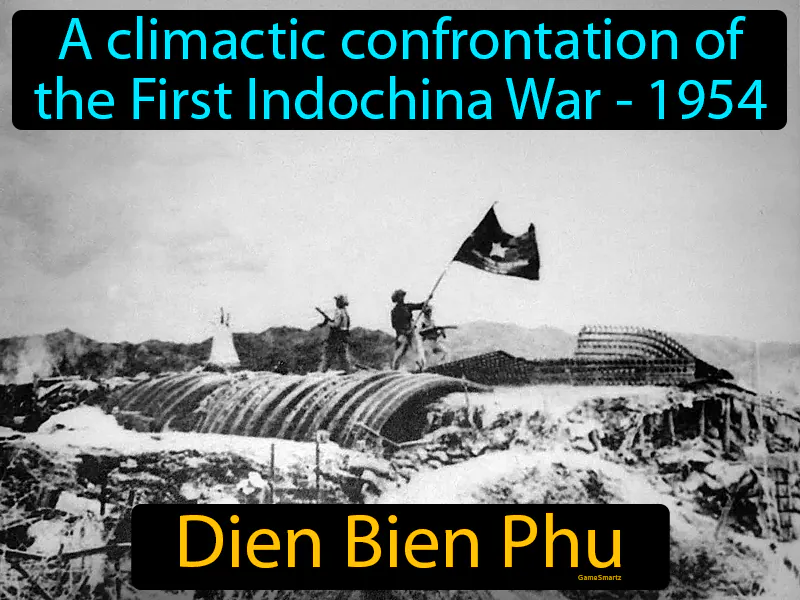 A climactic confrontation of
the First Indochina War - 1954
Dien Bien Phu
GameSmartz